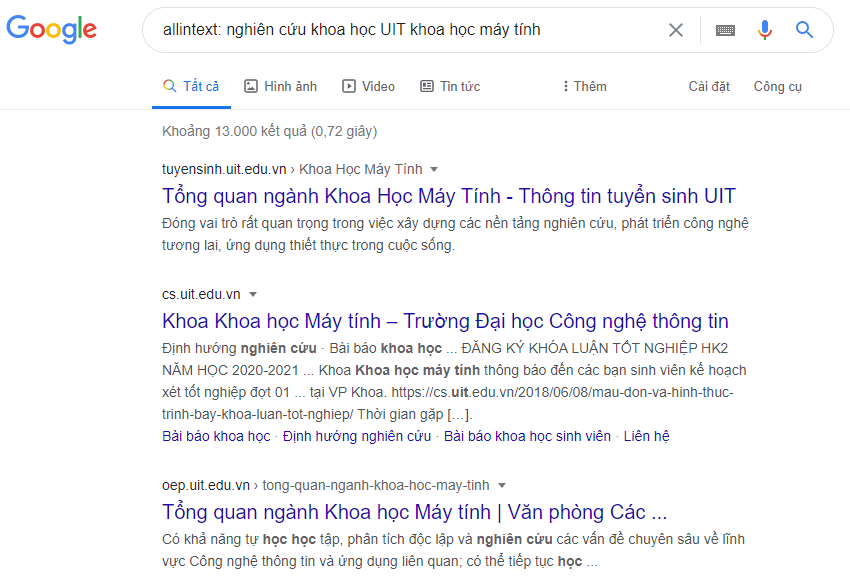 Google
allintext: nghiên cứu khoa học UIT khoa học máy tính
Tất cả Hình ảnh Video Tin tức Thêm Cài đặt Công cụ
Khoảng 13.000 kết quả (0,72 giây)
tuyensinh.uit.edu.vn › Khoa Học Máy Tính
Tổng quan ngành Khoa Học Máy Tính - Thông tin tuyển sinh UIT
Đóng vai trò rất quan trọng trong việc xây dựng các nền tảng nghiên cứu, phát triển công nghệ
tương lai, ứng dụng thiết thực trong cuộc sống.
cs.uit.edu.vn
Khoa Khoa học Máy tính – Trường Đại học Công nghệ thông tin
Định hướng nghiên cứu · Bài báo khoa học ... ĐĂNG KÝ KHÓA LUẬN TỐT NGHIỆP HK2
NĂM HỌC 2020-2021 ... Khoa Khoa học máy tính thông báo đến các bạn sinh viên kế hoạch
xét tốt nghiệp đợt 01 ... tại VP Khoa. https://cs.uit.edu.vn/2018/06/08/mau-don-va-hinh-thuc-
trinh-bay-khoa-luan-tot-nghiep/ Thời gian gặp […].
Bài báo khoa học · Định hướng nghiên cứu · Bài báo khoa học sinh viên · Liên hệ
oep.uit.edu.vn › tong-quan-nganh-khoa-hoc-may-tinh
Tổng quan ngành Khoa học Máy tính | Văn phòng Các ...
Có khả năng tự học học tập, phân tích độc lập và nghiên cứu các vấn đề chuyên sâu về lĩnh
vực Công nghệ thông tin và ứng dụng liên quan; có thể tiếp tục học ...